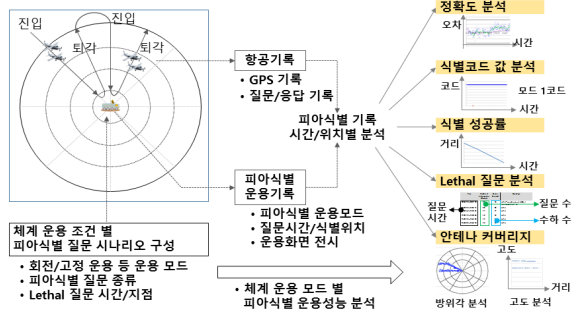 진입
진입
퇴각
퇴각
체계 운용 조건 별
피아식별 질문 시나리오 구성
• 회전/고정 운용 등 운용 모드
• 피아식별 질문 종류
• Lethal 질문 시간/지점
항공기록
• GPS 기록
• 질문/응답 기록
피아식별 기록
시간/위치별 분석
피아식별
운용기록
• 피아식별 운용모드
• 질문시간/식별위치
• 운용화면 전시
• 체계 운용 모드 별
피아식별 운용성능 분석
정확도 분석
오차
시간
식별코드 값 분석
코드
모드 1코드
시간
식별 성공률
거리
시간
Lethal 질문 분석
질문
시간
질문 수
수하 수
안테나 커버리지
고도
거리
방위각 분석
고도 분석